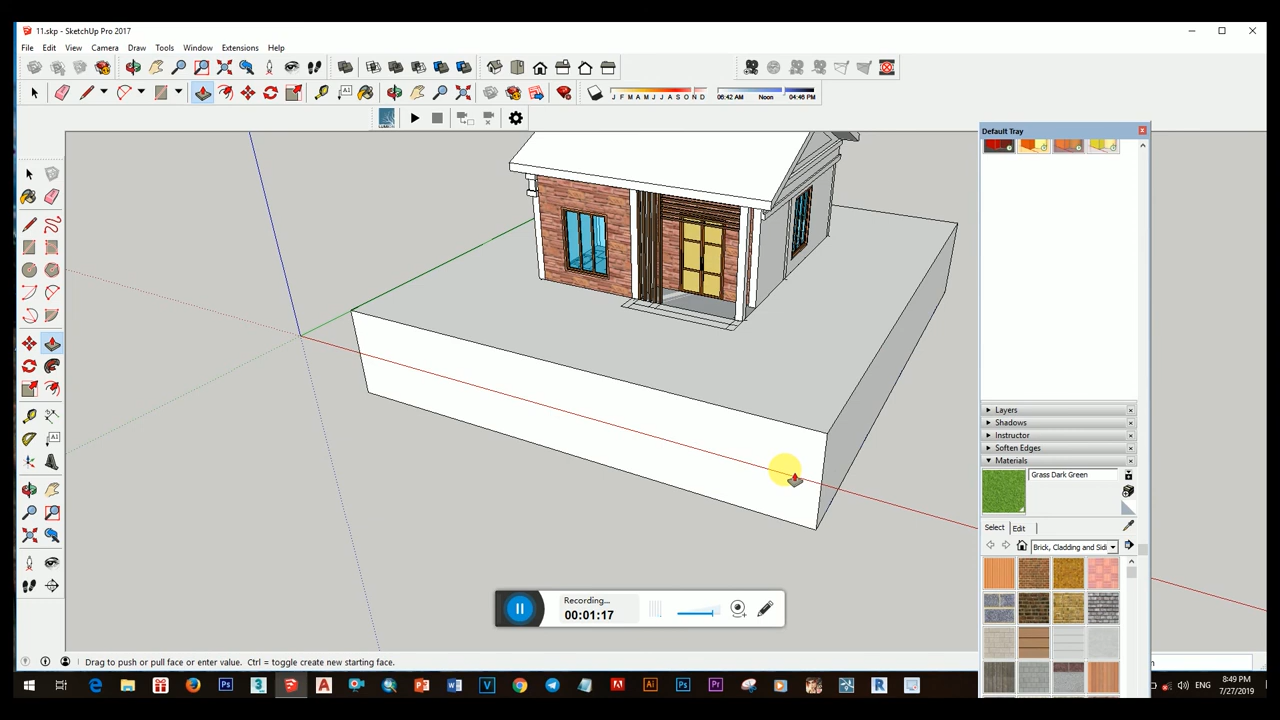 11.skp - SketchUp Pro 2017
File Edit View Camera Draw Tools Window Extensions Help
J F M A M J J A S O N D 06:42 AM Noon 04:46 PM
Default Tray
Layers
Shadows
Instructor
Soften Edges
Materials
Grass Dark Green
Select Edit
Brick, Cladding and Sidi
Recording...
00:01:17
Drag to push or pull face or enter value. Ctrl = toggle create new starting face.
ENG
8:49 PM
7/27/2019